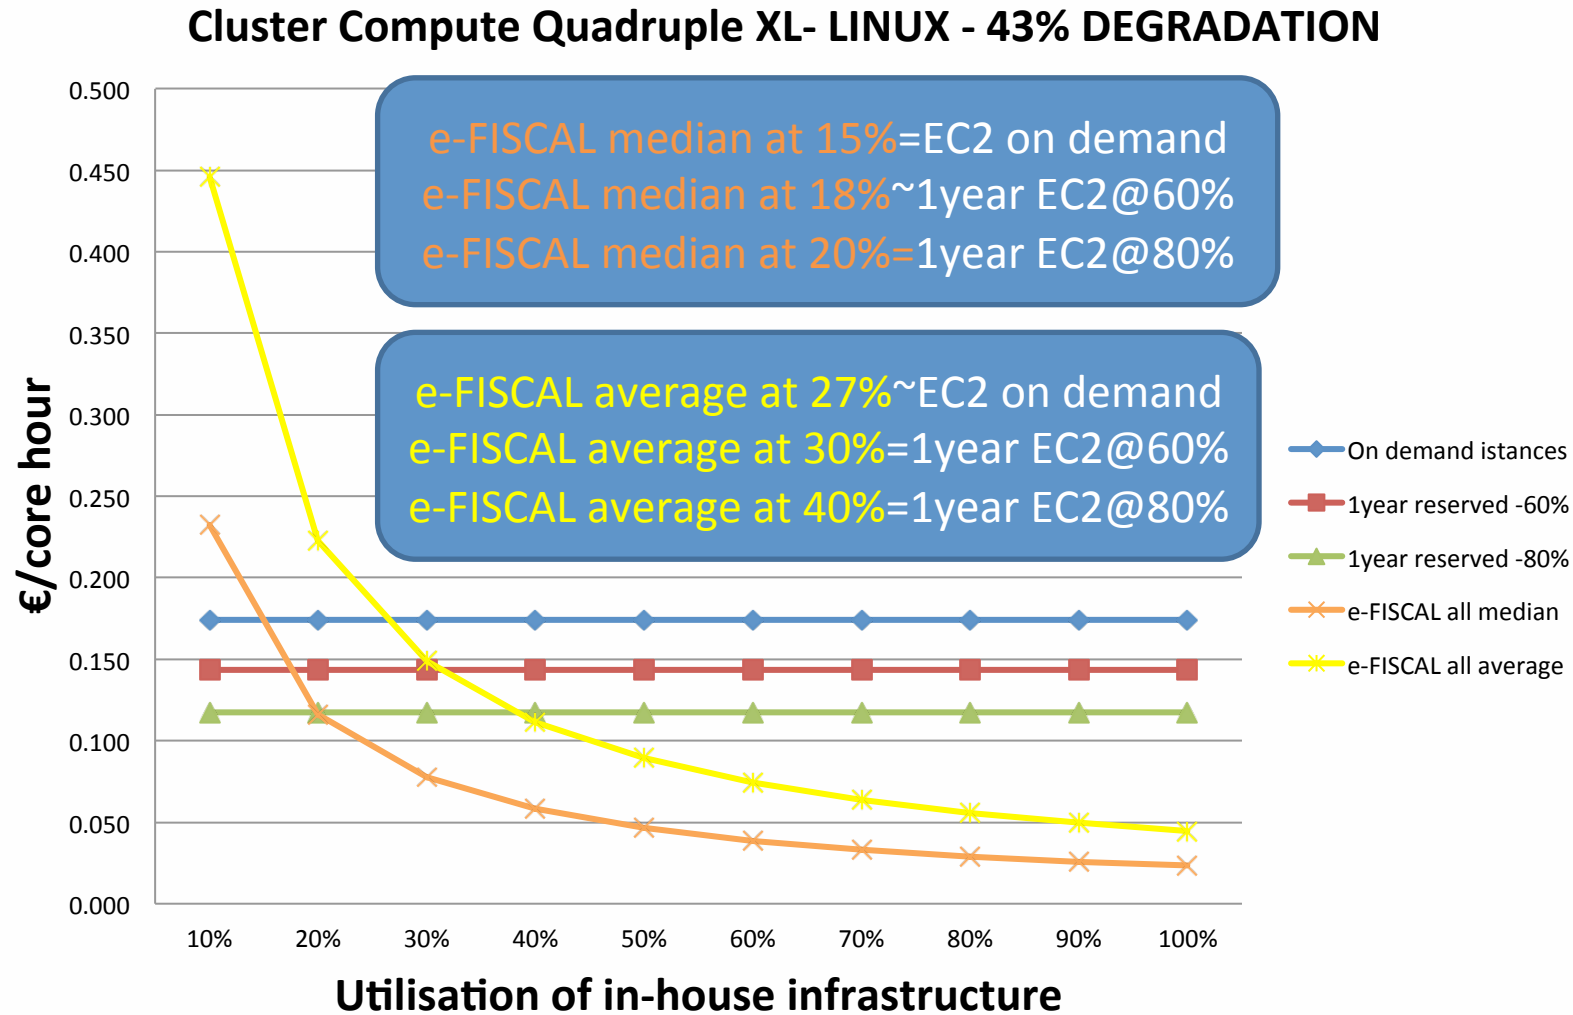 Cluster Compute Quadruple XL- LINUX - 43% DEGRADATION
€/core hour
0.500
0.450
0.400
0.350
0.300
0.250
0.200
0.150
0.100
0.050
0.000
e-FISCAL median at 15%=EC2 on demand
e-FISCAL median at 18%~1year EC2@60%
e-FISCAL median at 20%=1year EC2@80%
e-FISCAL average at 27%~EC2 on demand
e-FISCAL average at 30%=1year EC2@60%
e-FISCAL average at 40%=1year EC2@80%
On demand istances
1year reserved -60%
1year reserved -80%
e-FISCAL all median
e-FISCAL all average
10% 20% 30% 40% 50% 60% 70% 80% 90% 100%
Utilisation of in-house infrastructure